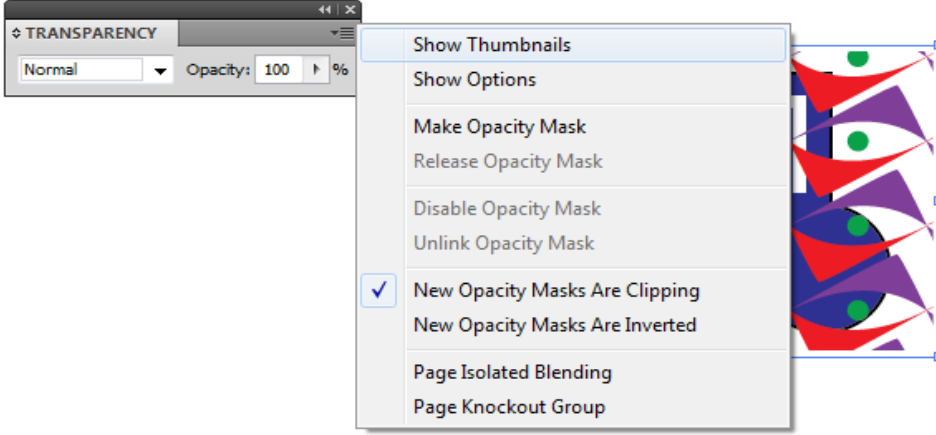 TRANSPARENCY
Normal Opacity: 100 %
Show Thumbnails
Show Options
Make Opacity Mask
Release Opacity Mask
Disable Opacity Mask
Unlink Opacity Mask
New Opacity Masks Are Clipping
New Opacity Masks Are Inverted
Page Isolated Blending
Page Knockout Group